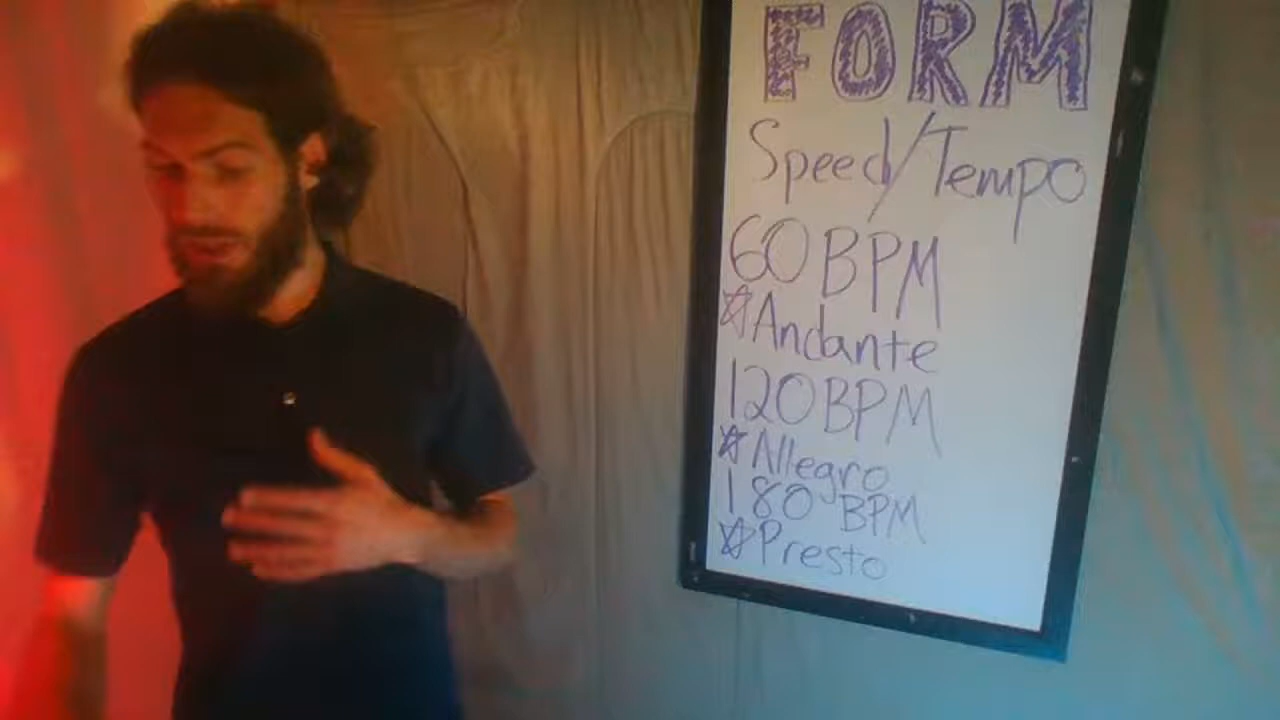 FORM
Speed/Tempo
60 BPM
☆Andante
120 BPM
☆Allegro
180 BPM
☆Presto